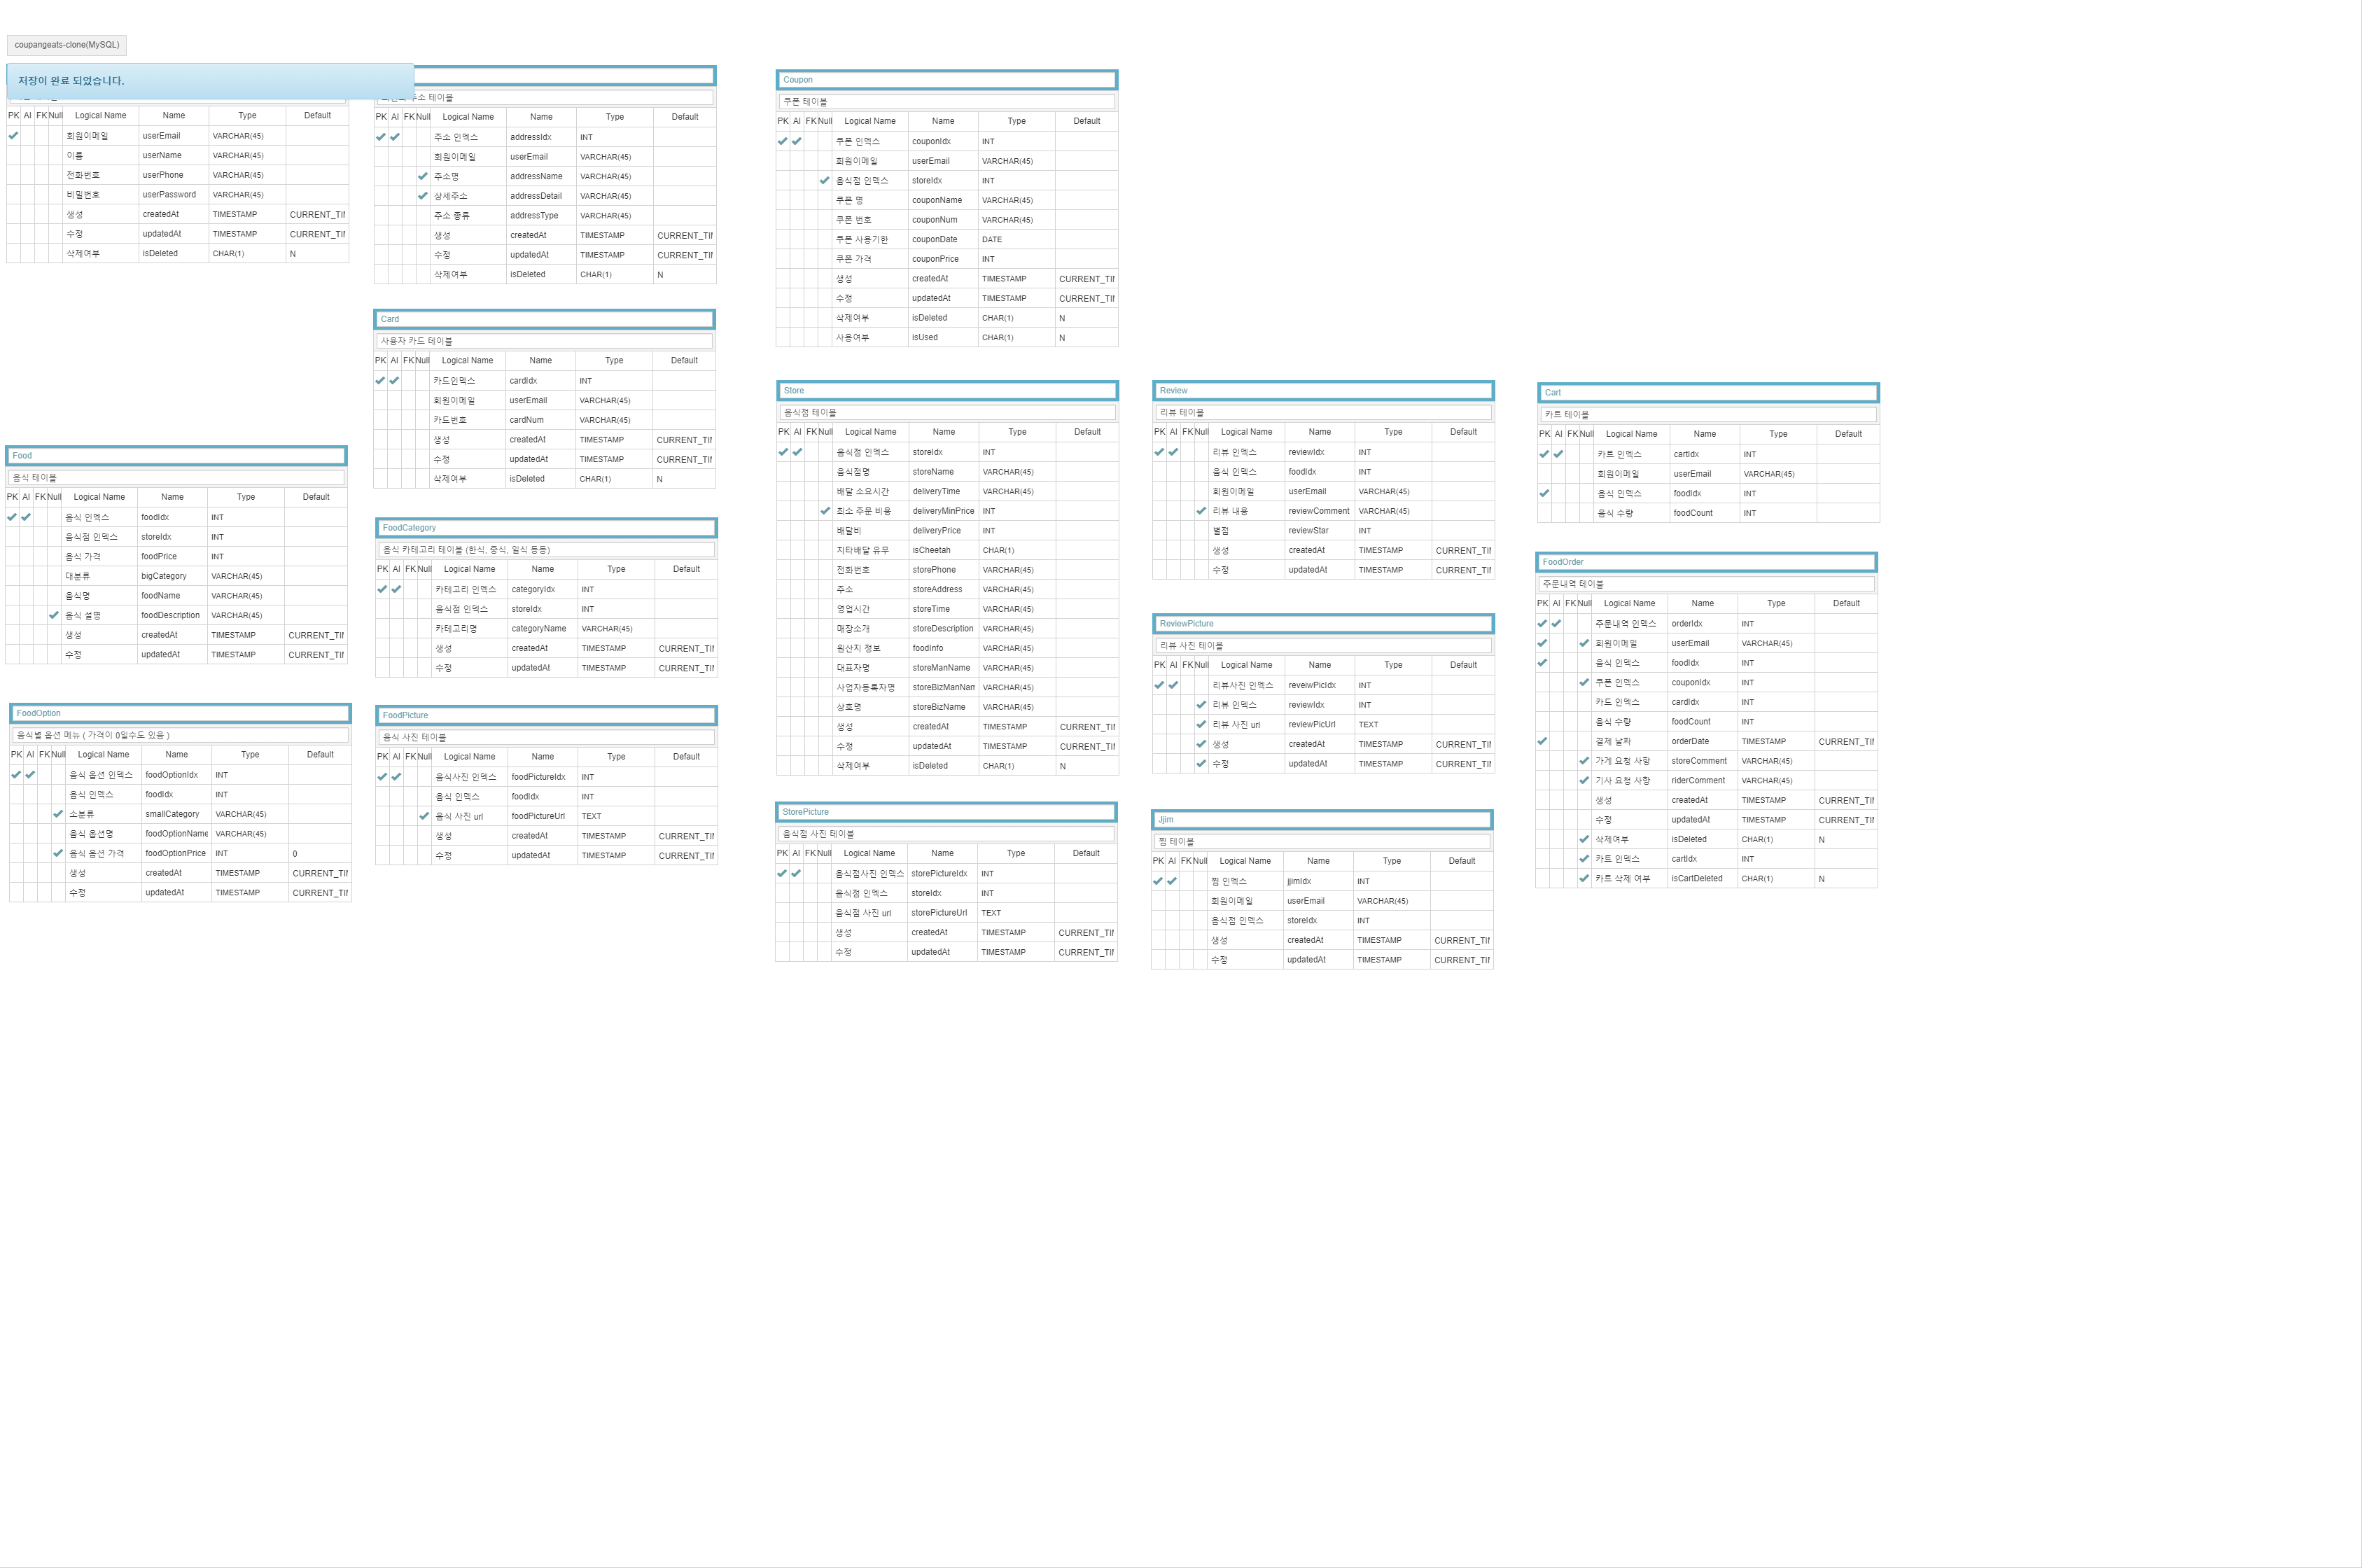 coupangeats-clone(MySQL)
저장이 완료 되었습니다.
PK AI FK Null Logical Name Name Type Default
회원이메일 userEmail VARCHAR(45)
이름 userName VARCHAR(45)
전화번호 userPhone VARCHAR(45)
비밀번호 userPassword VARCHAR(45)
생성 createdAt TIMESTAMP CURRENT_TI
수정 updatedAt TIMESTAMP CURRENT_TI
삭제여부 isDeleted CHAR(1) N
주소 테이블
PK AI FK Null Logical Name Name Type Default
주소 인덱스 addressIdx INT
회원이메일 userEmail VARCHAR(45)
주소명 addressName VARCHAR(45)
상세주소 addressDetail VARCHAR(45)
주소 종류 addressType VARCHAR(45)
생성 createdAt TIMESTAMP CURRENT_TI
수정 updatedAt TIMESTAMP CURRENT_TI
삭제여부 isDeleted CHAR(1) N
Coupon
쿠폰 테이블
PK AI FK Null Logical Name Name Type Default
쿠폰 인덱스 couponIdx INT
회원이메일 userEmail VARCHAR(45)
음식점 인덱스 storeIdx INT
쿠폰 명 couponName VARCHAR(45)
쿠폰 번호 couponNum VARCHAR(45)
쿠폰 사용기한 couponDate DATE
쿠폰 가격 couponPrice INT
생성 createdAt TIMESTAMP CURRENT_TI
수정 updatedAt TIMESTAMP CURRENT_TI
삭제여부 isDeleted CHAR(1) N
사용여부 isUsed CHAR(1) N
Card
사용자 카드 테이블
PK AI FK Null Logical Name Name Type Default
카드인덱스 cardIdx INT
회원이메일 userEmail VARCHAR(45)
카드번호 cardNum VARCHAR(45)
생성 createdAt TIMESTAMP CURRENT_TI
수정 updatedAt TIMESTAMP CURRENT_TI
삭제여부 isDeleted CHAR(1) N
Store
음식점 테이블
PK AI FK Null Logical Name Name Type Default
음식점 인덱스 storeIdx INT
음식점명 storeName VARCHAR(45)
배달 소요시간 deliveryTime VARCHAR(45)
최소 주문 비용 deliveryMinPrice INT
배달비 deliveryPrice INT
치타배달 유무 isCheetah CHAR(1)
전화번호 storePhone VARCHAR(45)
주소 storeAddress VARCHAR(45)
영업시간 storeTime VARCHAR(45)
매장소개 storeDescription VARCHAR(45)
원산지 정보 foodInfo VARCHAR(45)
대표자명 storeManName VARCHAR(45)
사업자등록자명 storeBizManNam VARCHAR(45)
상호명 storeBizName VARCHAR(45)
생성 createdAt TIMESTAMP CURRENT_TI
수정 updatedAt TIMESTAMP CURRENT_TI
삭제여부 isDeleted CHAR(1) N
Review
리뷰 테이블
PK AI FK Null Logical Name Name Type Default
리뷰 인덱스 reviewIdx INT
음식 인덱스 foodIdx INT
회원이메일 userEmail VARCHAR(45)
리뷰 내용 reviewComment VARCHAR(45)
별점 reviewStar INT
생성 createdAt TIMESTAMP CURRENT_TI
수정 updatedAt TIMESTAMP CURRENT_TI
Cart
카트 테이블
PK AI FK Null Logical Name Name Type Default
카트 인덱스 cartIdx INT
회원이메일 userEmail VARCHAR(45)
음식 인덱스 foodIdx INT
음식 수량 foodCount INT
Food
음식 테이블
PK AI FK Null Logical Name Name Type Default
음식 인덱스 foodIdx INT
음식점 인덱스 storeIdx INT
음식 가격 foodPrice INT
대분류 bigCategory VARCHAR(45)
음식명 foodName VARCHAR(45)
음식 설명 foodDescription VARCHAR(45)
생성 createdAt TIMESTAMP CURRENT_TI
수정 updatedAt TIMESTAMP CURRENT_TI
FoodCategory
음식 카테고리 테이블 (한식, 중식, 일식 등등)
PK AI FK Null Logical Name Name Type Default
카테고리 인덱스 categoryIdx INT
음식점 인덱스 storeIdx INT
카테고리명 categoryName VARCHAR(45)
생성 createdAt TIMESTAMP CURRENT_TI
수정 updatedAt TIMESTAMP CURRENT_TI
FoodOrder
주문내역 테이블
PK AI FK Null Logical Name Name Type Default
주문내역 인덱스 orderIdx INT
회원이메일 userEmail VARCHAR(45)
음식 인덱스 foodIdx INT
쿠폰 인덱스 couponIdx INT
카드 인덱스 cardIdx INT
음식 수량 foodCount INT
결제 날짜 orderDate TIMESTAMP CURRENT_TI
가게 요청 사항 storeComment VARCHAR(45)
기사 요청 사항 riderComment VARCHAR(45)
생성 createdAt TIMESTAMP CURRENT_TI
수정 updatedAt TIMESTAMP CURRENT_TI
삭제여부 isDeleted CHAR(1) N
카트 인덱스 cartIdx INT
카트 삭제 여부 isCartDeleted CHAR(1) N
ReviewPicture
리뷰 사진 테이블
PK AI FK Null Logical Name Name Type Default
리뷰사진 인덱스 reveiwPicIdx INT
리뷰 인덱스 reviewIdx INT
리뷰 사진 url reviewPicUrl TEXT
생성 createdAt TIMESTAMP CURRENT_TI
수정 updatedAt TIMESTAMP CURRENT_TI
FoodOption
음식별 옵션 메뉴 ( 가격이 0일수도 있음 )
PK AI FK Null Logical Name Name Type Default
음식 옵션 인덱스 foodOptionIdx INT
음식 인덱스 foodIdx INT
소분류 smallCategory VARCHAR(45)
음식 옵션명 foodOptionName VARCHAR(45)
음식 옵션 가격 foodOptionPrice INT 0
생성 createdAt TIMESTAMP CURRENT_TI
수정 updatedAt TIMESTAMP CURRENT_TI
FoodPicture
음식 사진 테이블
PK AI FK Null Logical Name Name Type Default
음식사진 인덱스 foodPictureIdx INT
음식 인덱스 foodIdx INT
음식 사진 url foodPictureUrl TEXT
생성 createdAt TIMESTAMP CURRENT_TI
수정 updatedAt TIMESTAMP CURRENT_TI
StorePicture
음식점 사진 테이블
PK AI FK Null Logical Name Name Type Default
음식점사진 인덱스 storePictureIdx INT
음식점 인덱스 storeIdx INT
음식점 사진 url storePictureUrl TEXT
생성 createdAt TIMESTAMP CURRENT_TI
수정 updatedAt TIMESTAMP CURRENT_TI
Jjim
찜 테이블
PK AI FK Null Logical Name Name Type Default
찜 인덱스 jjimIdx INT
회원이메일 userEmail VARCHAR(45)
음식점 인덱스 storeIdx INT
생성 createdAt TIMESTAMP CURRENT_TI
수정 updatedAt TIMESTAMP CURRENT_TI